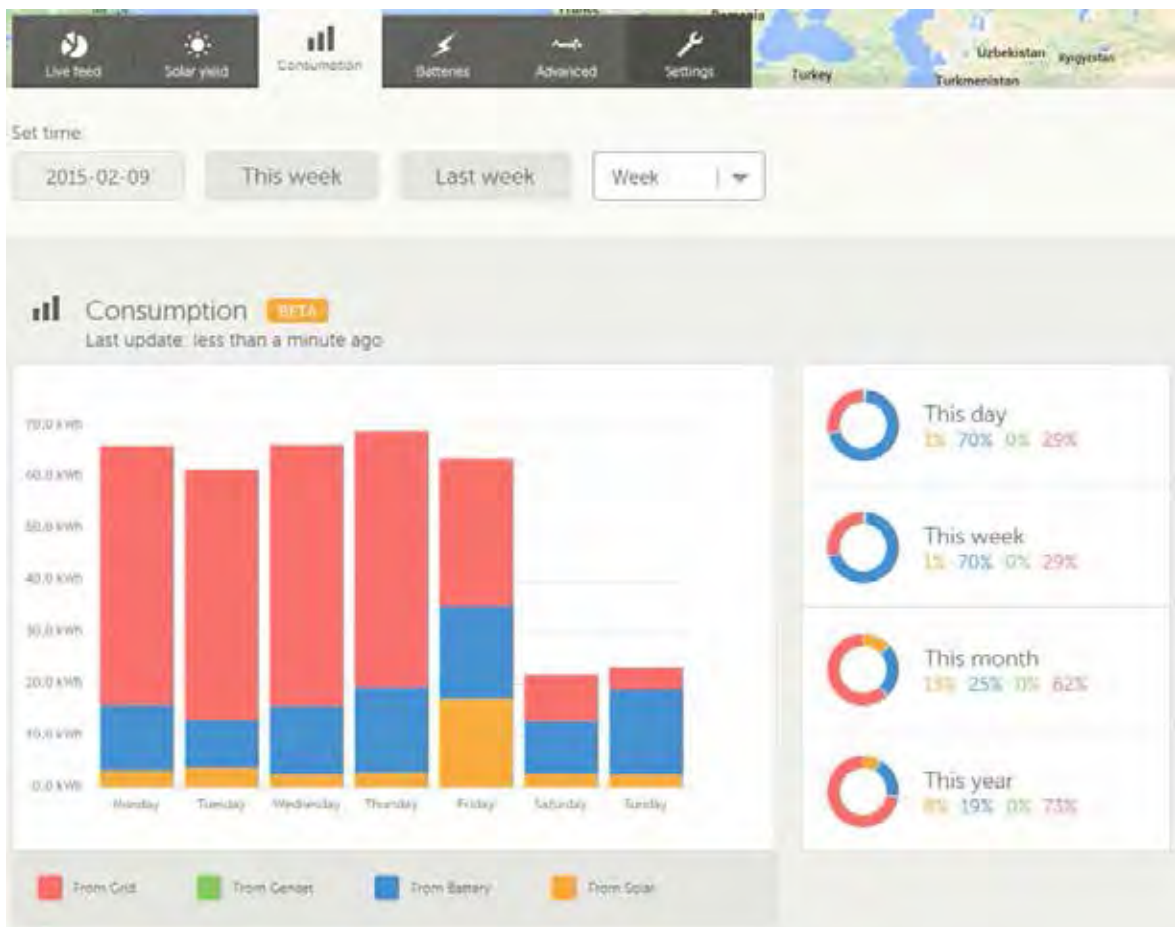 Romania
Uzbekistan Kyrgyzstan
Turkey
Turkmenistan
Live feed
Solar yield
Consumption
Batteries
Advanced
Settings
Set time:
2015-02-09
This week
Last week
Week
Consumption BETA
Last update: less than a minute ago
70.0 kWh
60.0 kWh
50.0 kWh
40.0 kWh
30.0 kWh
20.0 kWh
10.0 kWh
0.0 kWh
Monday
Tuesday
Wednesday
Thursday
Friday
Saturday
Sunday
From Grid
From Genset
From Battery
From Solar
This day
1% 70% 0% 29%
This week
1% 70% 0% 29%
This month
13% 25% 0% 62%
This year
8% 19% 0% 73%